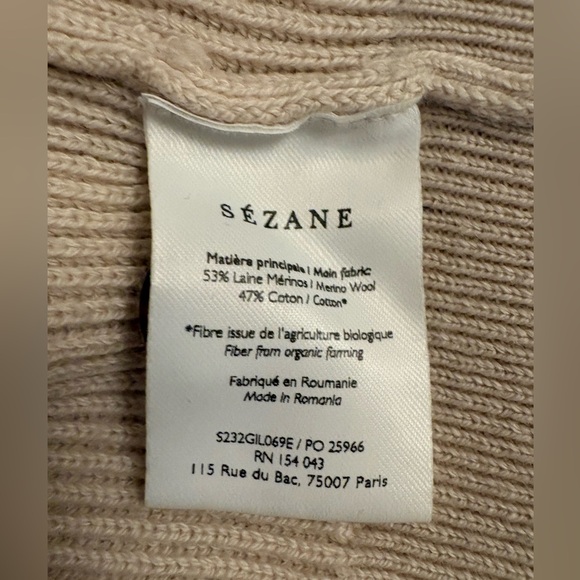 SÉZANE
Matière principale / Main fabric
53% Laine Mérinos / Merino Wool
47% Coton / Cotton*
*Fibre issue de l'agriculture biologique
Fiber from organic farming
Fabriqué en Roumanie
Made in Romania
S232GIL069E / PO 25966
RN 154 043
115 Rue du Bac, 75007 Paris